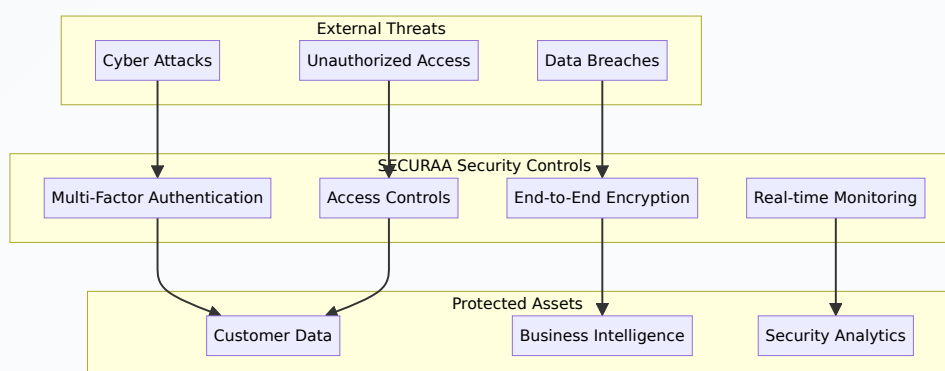 External Threats
Cyber Attacks
Unauthorized Access
Data Breaches
SECURAA Security Controls
Multi-Factor Authentication
Access Controls
End-to-End Encryption
Real-time Monitoring
Protected Assets
Customer Data
Business Intelligence
Security Analytics